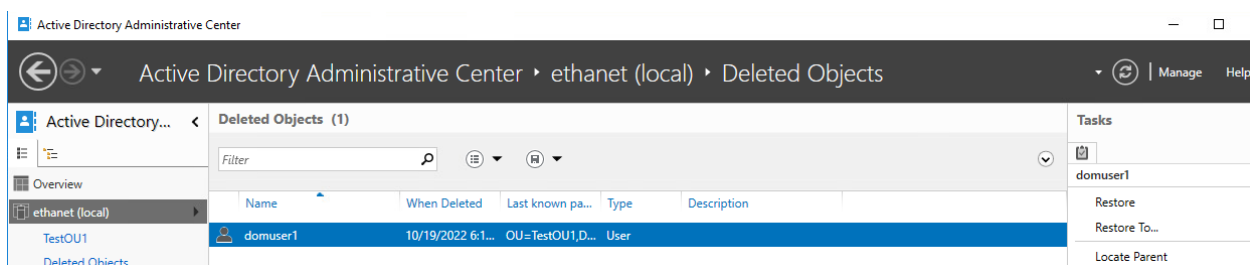 Active Directory Administrative Center
Active Directory Administrative Center • ethanet (local) • Deleted Objects
Manage
Help
Active Directory...
Overview
ethanet (local)
TestOU1
Deleted Objects
Deleted Objects (1)
Filter
Name When Deleted Last known pa... Type Description
domuser1 10/19/2022 6:1... OU=TestOU1,D... User
Tasks
domuser1
Restore
Restore To...
Locate Parent